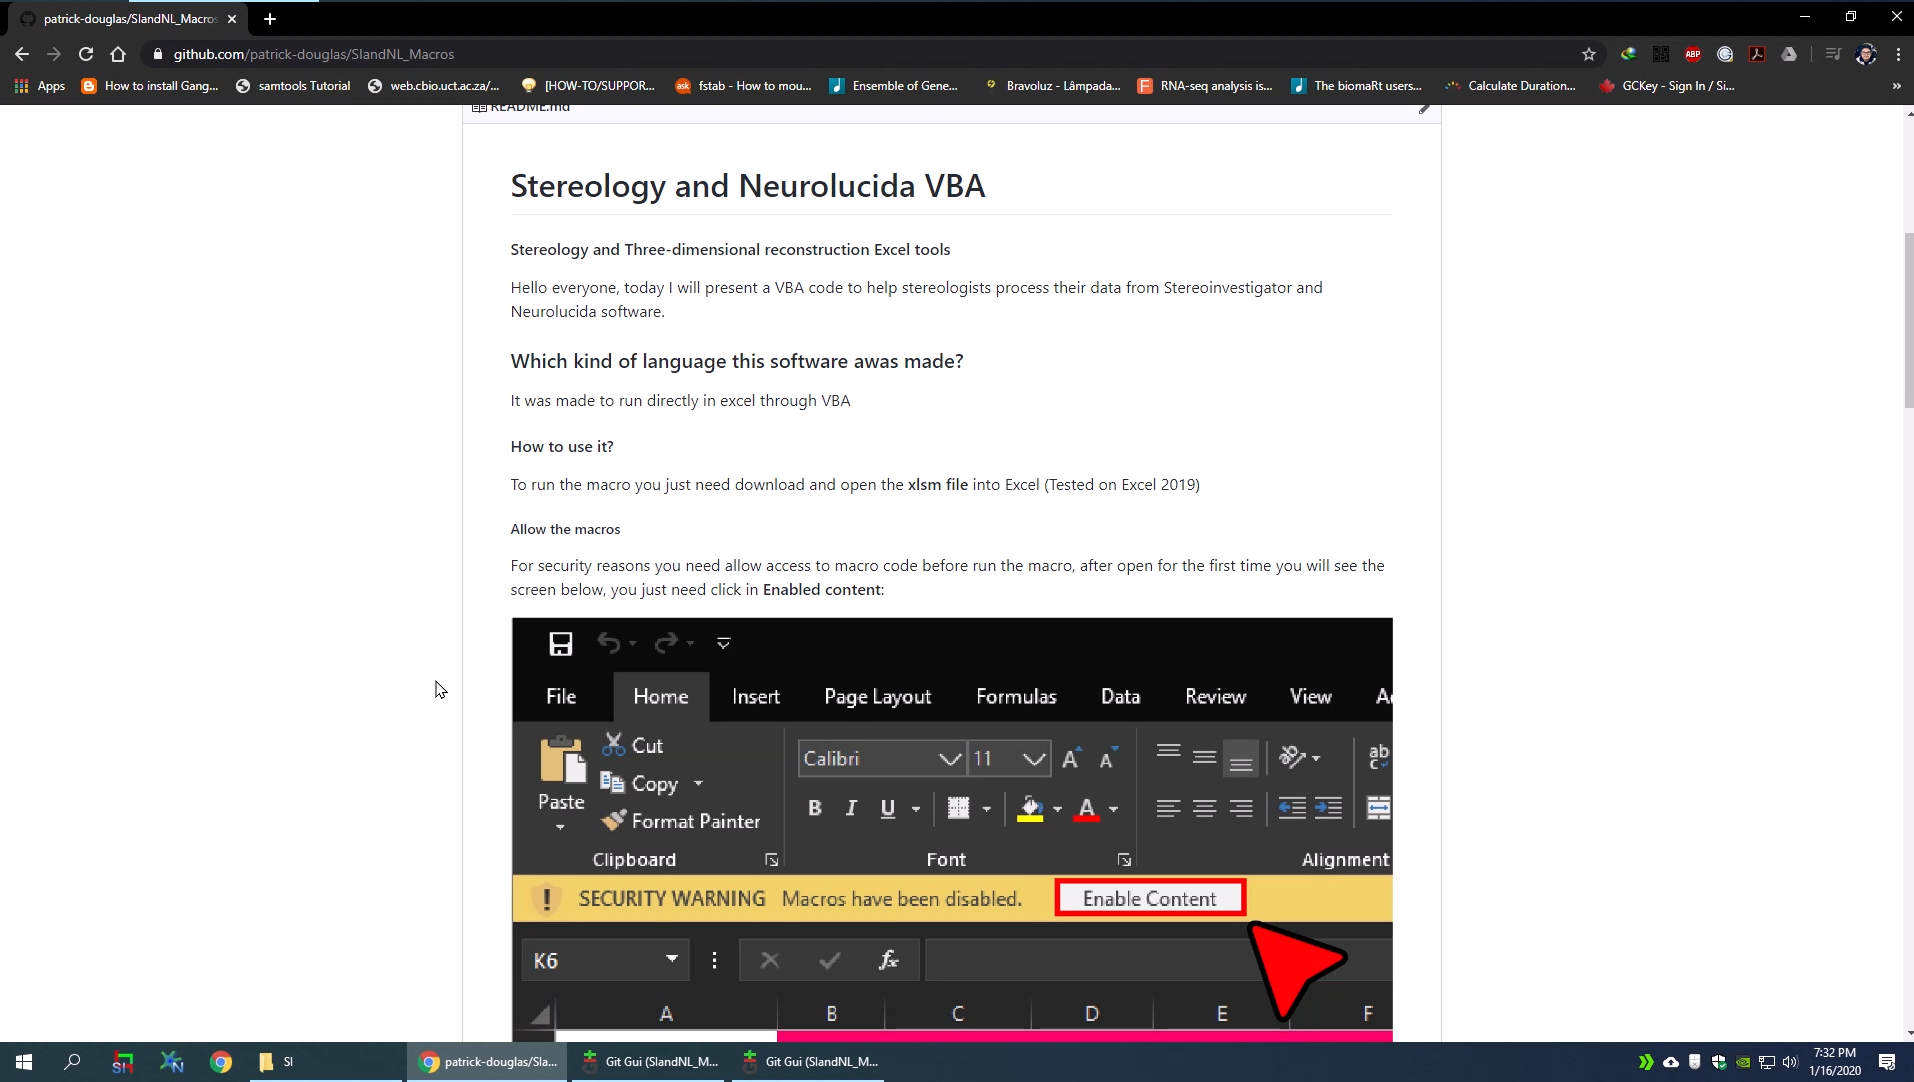 patrick-douglas/SIandNL_Macros
github.com/patrick-douglas/SIandNL_Macros
Apps
How to install Gang...
samtools Tutorial
web.cbio.uct.ac.za/...
[HOW-TO/SUPPOR...
fstab - How to mou...
Ensemble of Gene...
Bravoluz - Lâmpada...
RNA-seq analysis is...
The biomaRt users...
Calculate Duration...
GCKey - Sign In / Si...
»
ABP
README.md
Stereology and Neurolucida VBA
Stereology and Three-dimensional reconstruction Excel tools
Hello everyone, today I will present a VBA code to help stereologists process their data from Stereoinvestigator and
Neurolucida software.
Which kind of language this software awas made?
It was made to run directly in excel through VBA
How to use it?
To run the macro you just need download and open the xlsm file into Excel (Tested on Excel 2019)
Allow the macros
For security reasons you need allow access to macro code before run the macro, after open for the first time you will see the
screen below, you just need click in Enabled content:
File Home Insert Page Layout Formulas Data Review View
Cut
Copy
Paste
Format Painter
Calibri 11 A A
B I U A
ab
Clipboard Font Alignment
! SECURITY WARNING Macros have been disabled. Enable Content
K6 fx
A B C D E F
SI
patrick-douglas/SIa...
Git Gui (SIandNL_M...
Git Gui (SIandNL_M...
7:32 PM
1/16/2020